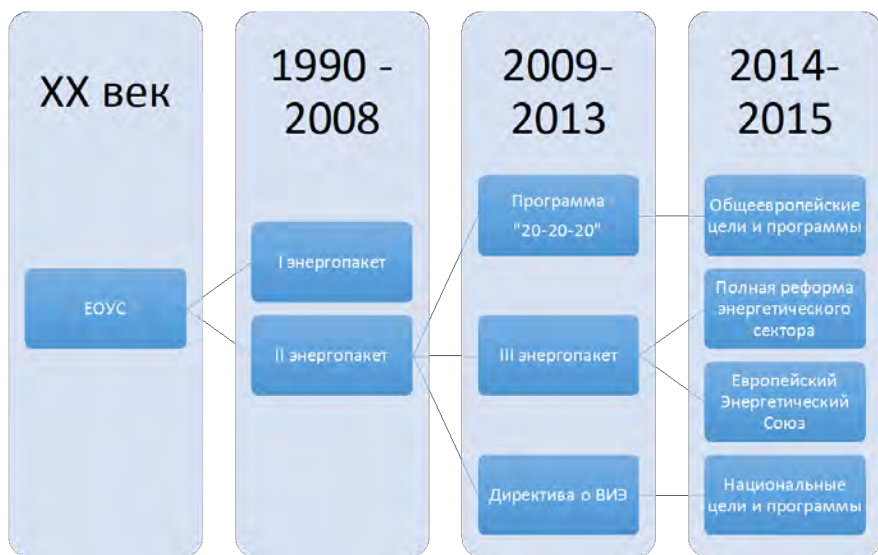 XX век
ЕОУС
1990 -
2008
I энергопакет
II энергопакет
2009-
2013
Программа
"20-20-20"
III энергопакет
Директива о ВИЭ
2014-
2015
Общеевропейские
цели и программы
Полная реформа
энергетического
сектора
Европейский
Энергетический
Союз
Национальные
цели и программы